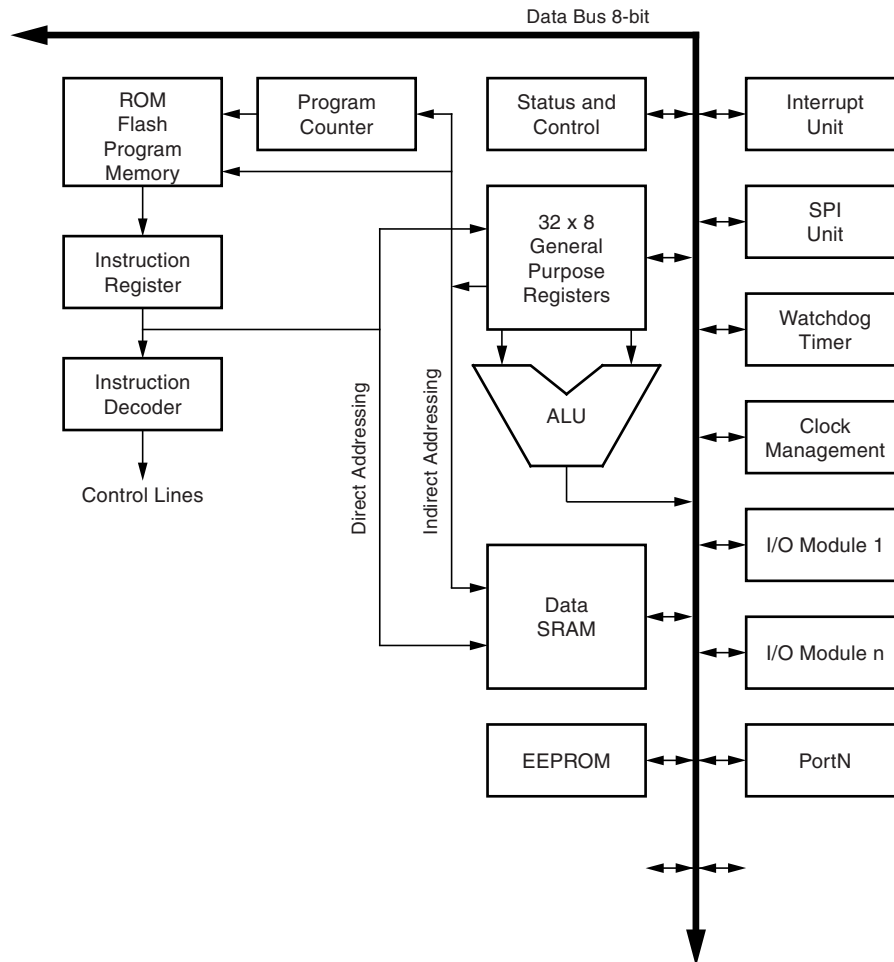 Data Bus 8-bit
ROM
Flash
Program
Memory
Program
Counter
Status and
Control
Interrupt
Unit
32 x 8
General
Purpose
Registers
SPI
Unit
Instruction
Register
Watchdog
Timer
Instruction
Decoder
ALU
Clock
Management
Control Lines
Direct Addressing
Indirect Addressing
I/O Module 1
Data
SRAM
I/O Module n
EEPROM
PortN